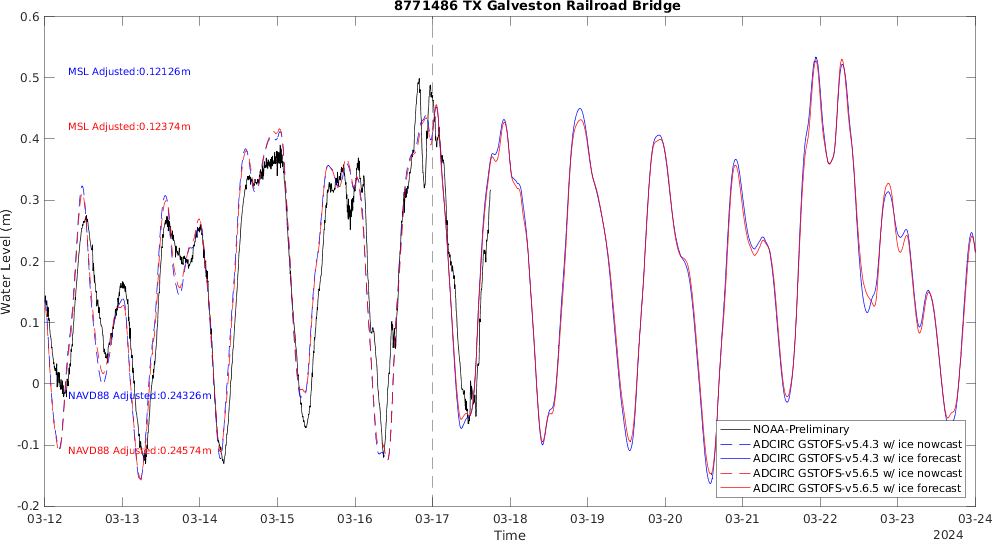 8771486 TX Galveston Railroad Bridge
0.6
0.5
0.4
0.3
0.2
0.1
0
-0.1
-0.2
Water Level (m)
MSL Adjusted:0.12126m
MSL Adjusted:0.12374m
NAVD88 Adjusted:0.24326m
NAVD88 Adjusted:0.24574m
NOAA-Preliminary
ADCIRC GSTOFS-v5.4.3 w/ ice nowcast
ADCIRC GSTOFS-v5.4.3 w/ ice forecast
ADCIRC GSTOFS-v5.6.5 w/ ice nowcast
ADCIRC GSTOFS-v5.6.5 w/ ice forecast
03-12 03-13 03-14 03-15 03-16 03-17 03-18 03-19 03-20 03-21 03-22 03-23 03-24
Time
2024